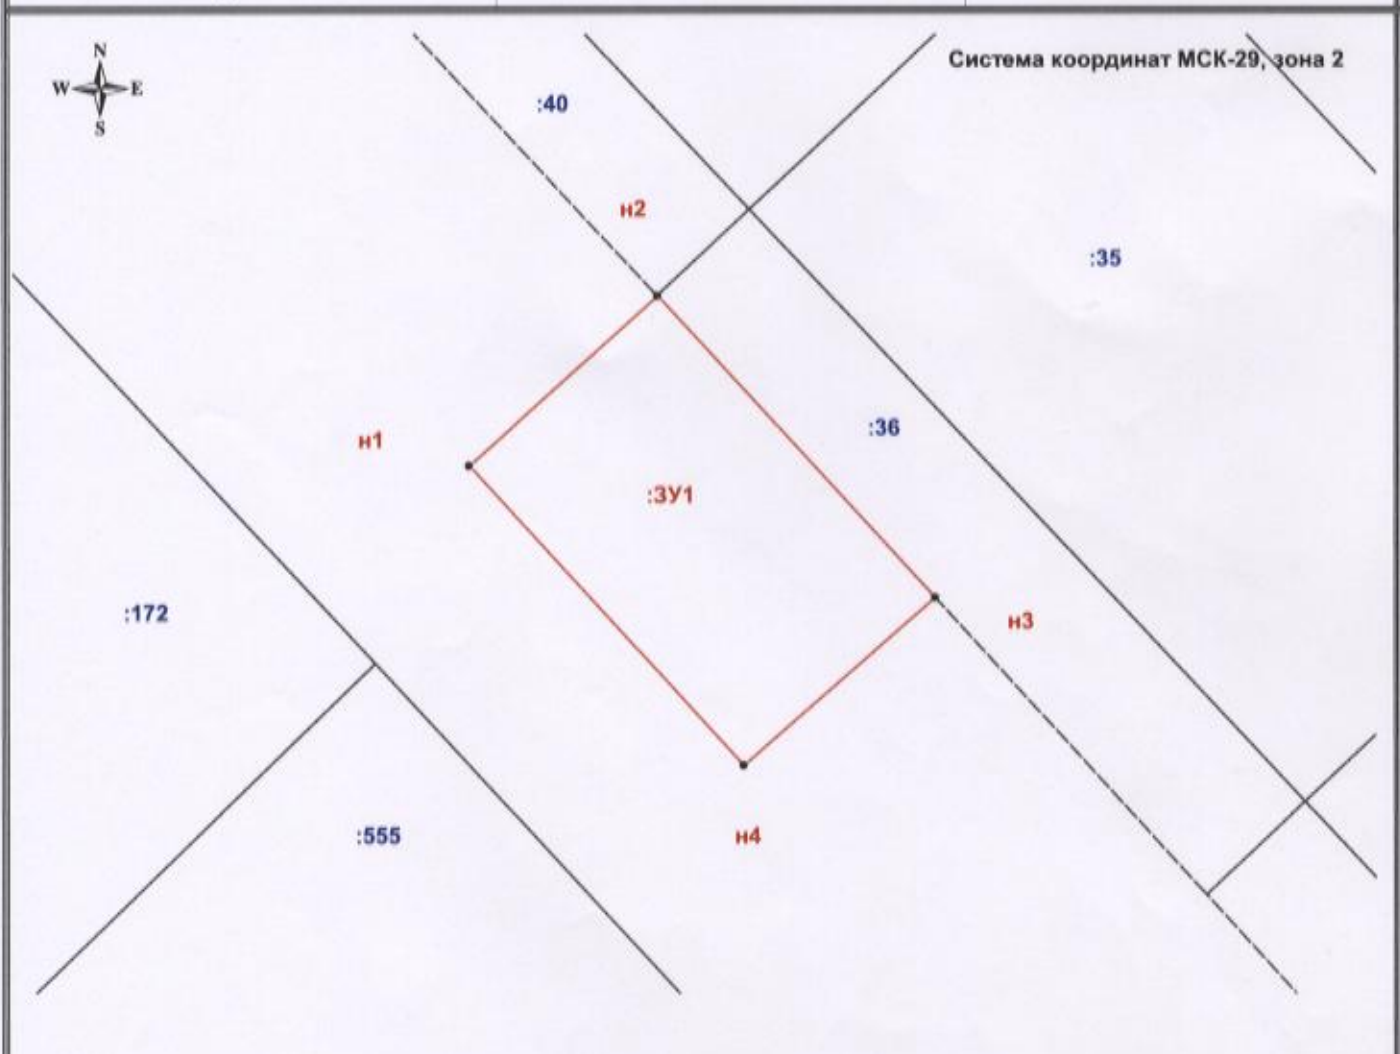 N
Система координат МСК-29, зона 2
W E
:40
S
н2
:35
:36
н1
:ЗУ1
:172
н3
:555
н4